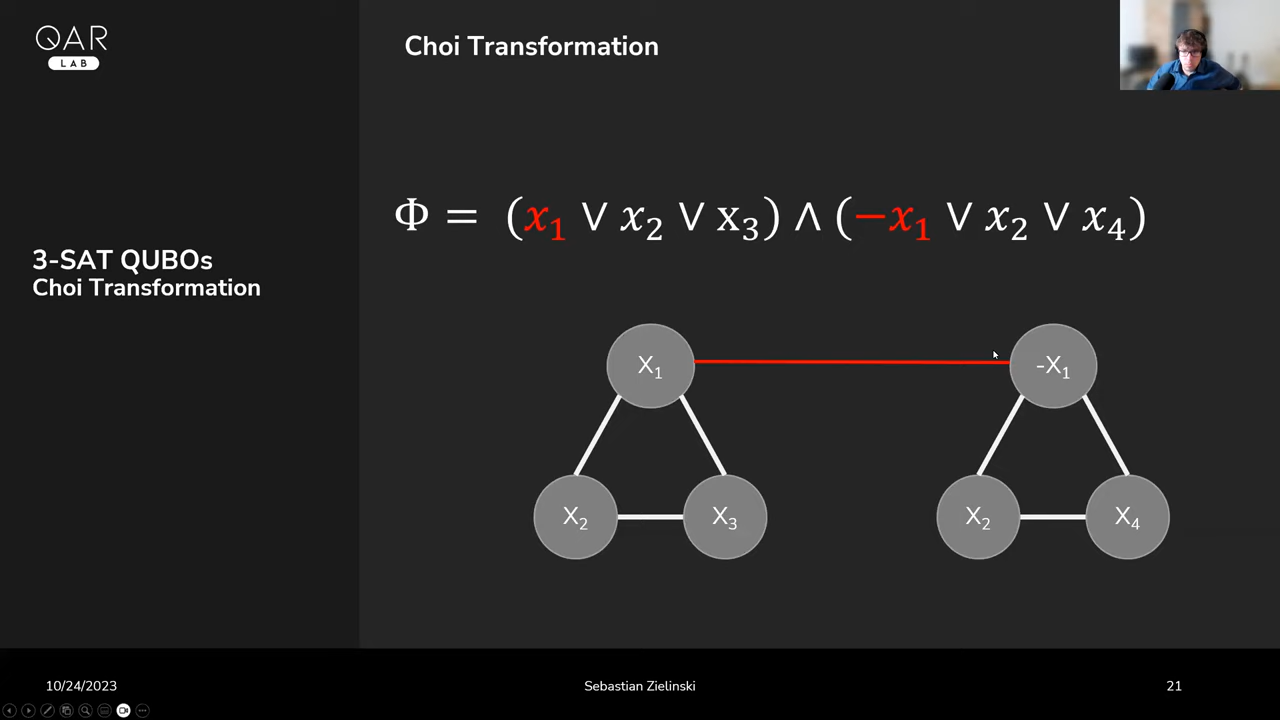 QAR
LAB
Choi Transformation
3-SAT QUBOs
Choi Transformation
Φ = (x₁ ∨ x₂ ∨ x₃) ∧ (−x₁ ∨ x₂ ∨ x₄)
X₁
-X₁
X₂
X₃
X₂
X₄
10/24/2023
Sebastian Zielinski
21